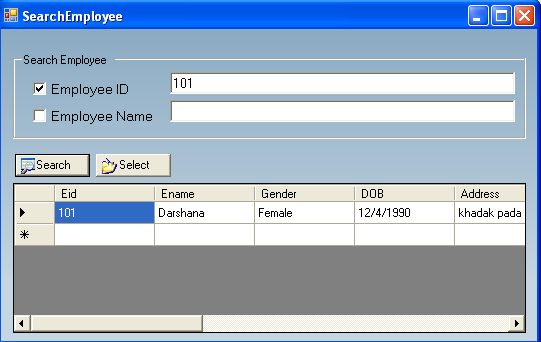 SearchEmployee
Search Employee
Employee ID 101
Employee Name
Search Select
Eid Ename Gender DOB Address
101 Darshana Female 12/4/1990 khadak pada